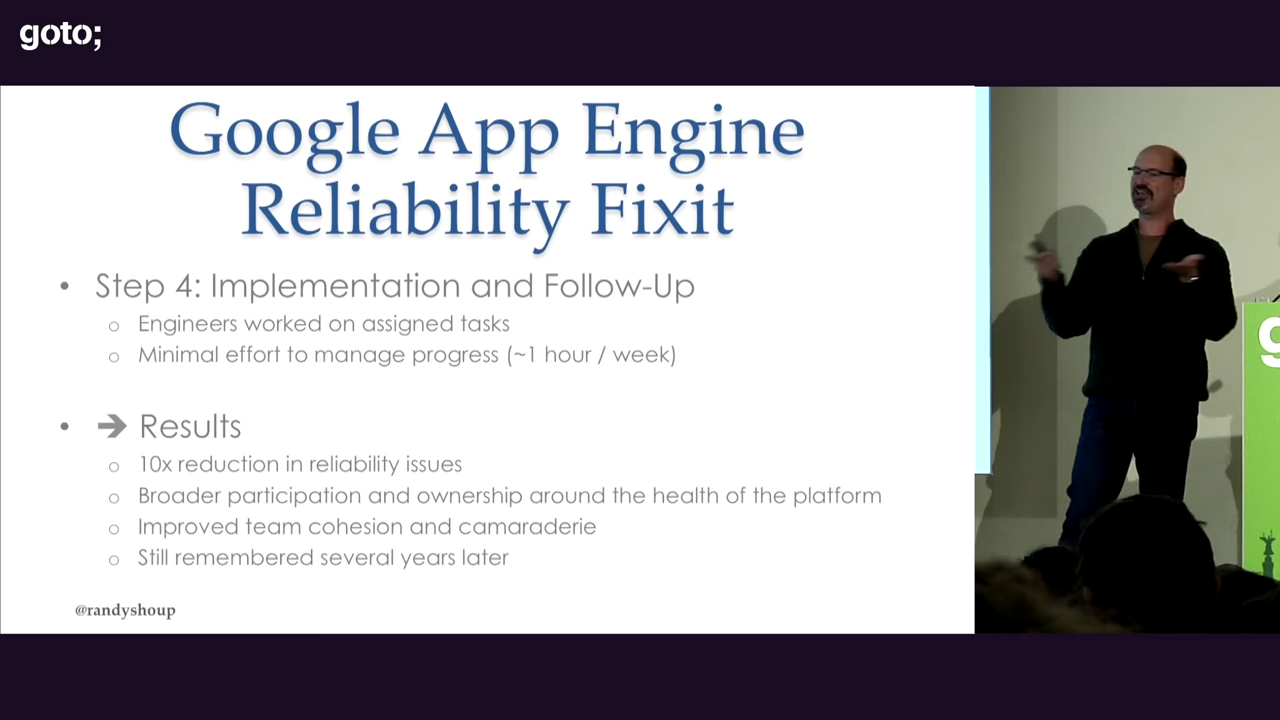 goto;
Google App Engine
Reliability Fixit
• Step 4: Implementation and Follow-Up
o Engineers worked on assigned tasks
o Minimal effort to manage progress (~1 hour / week)
• ➔ Results
o 10x reduction in reliability issues
o Broader participation and ownership around the health of the platform
o Improved team cohesion and camaraderie
o Still remembered several years later
@randyshoup
g